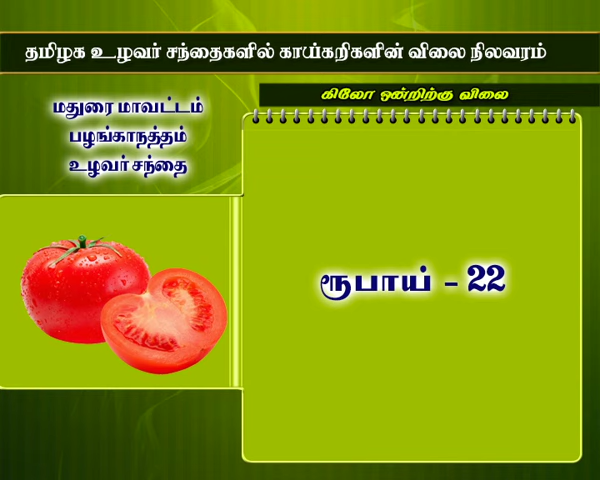 தமிழக உழவர் சந்தைகளில் காய்கறிகளின் விலை நிலவரம்
கிலோ ஒன்றிற்கு விலை
மதுரை மாவட்டம்
பழங்காநத்தம்
உழவர் சந்தை
ரூபாய் - 22